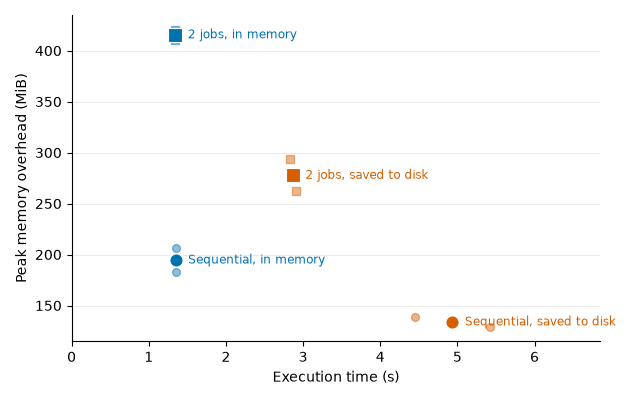 400
350
300
250
200
150
Peak memory overhead (MiB)
2 jobs, in memory
2 jobs, saved to disk
Sequential, in memory
Sequential, saved to disk
0 1 2 3 4 5 6
Execution time (s)